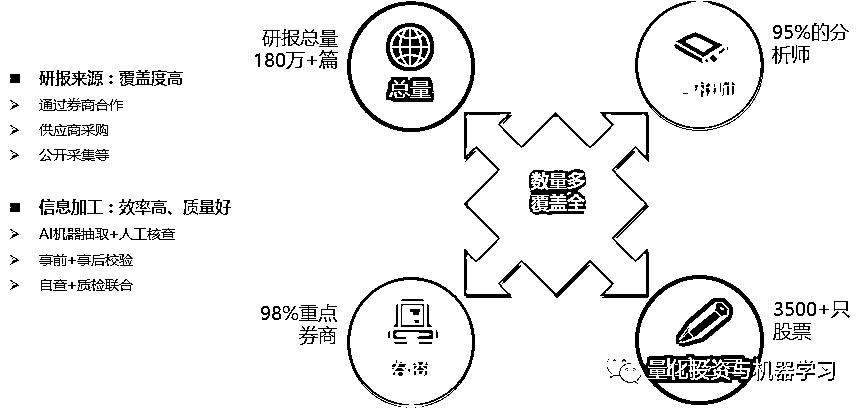 ■ 研报来源：覆盖度高
➢ 通过券商合作
➢ 供应商采购
➢ 公开采集等
■ 信息加工：效率高、质量好
➢ AI机器抽取+人工核查
➢ 事前+事后校验
➢ 自查+质检联合
研报总量
180万+篇
总量
95%的分
析师
数量多
覆盖全
98%重点
券商
3500+只
股票
量化投资与机器学习